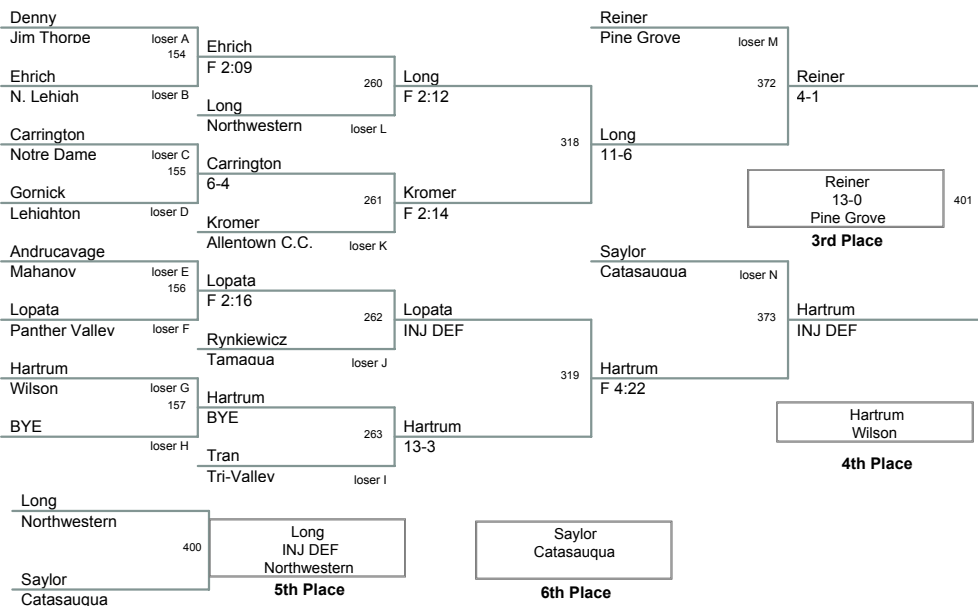 Denny
Jim Thorpe
loser A
154
Ehrich
N. Lehigh
loser B
Carrington
Notre Dame
loser C
155
Gornick
Lehighton
loser D
Andrucavage
Mahanoy
loser E
156
Lopata
Panther Valley
loser F
Hartrum
Wilson
loser G
157
BYE
loser H
Ehrich
F 2:09
260
Long
Northwestern
loser L
Carrington
6-4
261
Kromer
Allentown C.C.
loser K
Lopata
F 2:16
262
Rynkiewicz
Tamaqua
loser J
Hartrum
BYE
263
Tran
Tri-Valley
loser I
Long
F 2:12
318
Kromer
F 2:14
Lopata
INJ DEF
319
Hartrum
13-3
Reiner
Pine Grove
loser M
372
Long
11-6
Saylor
Catasauqua
loser N
373
Hartrum
F 4:22
Reiner
4-1
Reiner
13-0
Pine Grove
401
3rd Place
Hartrum
INJ DEF
Hartrum
Wilson
4th Place
Long
Northwestern
400
Saylor
Catasauqua
Long
INJ DEF
Northwestern
5th Place
Saylor
Catasauqua
6th Place